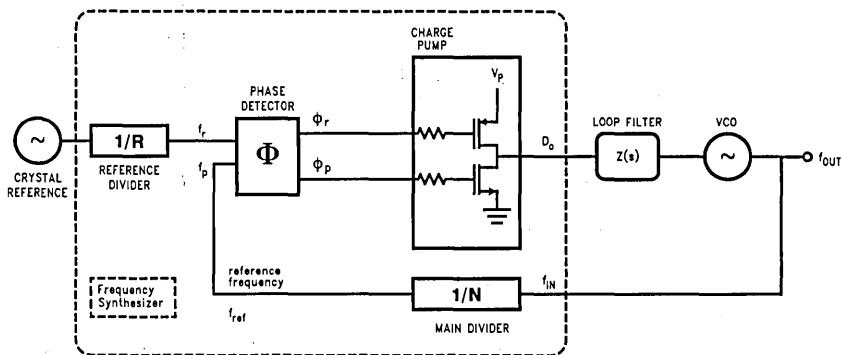 CHARGE PUMP
V_P
PHASE
DETECTOR
LOOP FILTER
VCO
~
CRYSTAL
REFERENCE
1/R
REFERENCE
DIVIDER
f_r
f_p
Φ
ϕ_r
ϕ_p
D_o
Z(s)
~
f_OUT
Frequency
Synthesizer
reference
frequency
f_ref
1/N
MAIN DIVIDER
f_IN